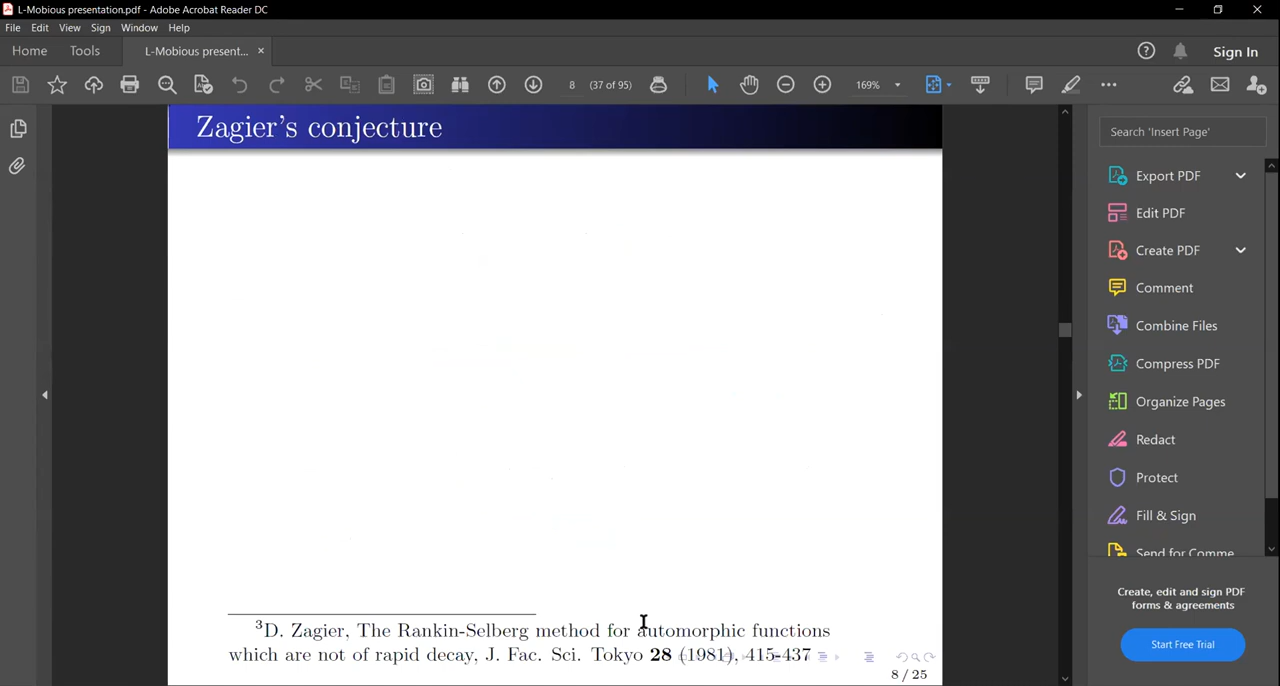 L-Mobious presentation.pdf - Adobe Acrobat Reader DC
File Edit View Sign Window Help
Home Tools L-Mobious present... × Sign In
8 (37 of 95) 169%
Zagier's conjecture
Search 'Insert Page'
Export PDF
Edit PDF
Create PDF
Comment
Combine Files
Compress PDF
Organize Pages
Redact
Protect
Fill & Sign
Send for Comme
Create, edit and sign PDF
forms & agreements
Start Free Trial
³D. Zagier, The Rankin-Selberg method for automorphic functions
which are not of rapid decay, J. Fac. Sci. Tokyo 28 (1981), 415-437
8 / 25